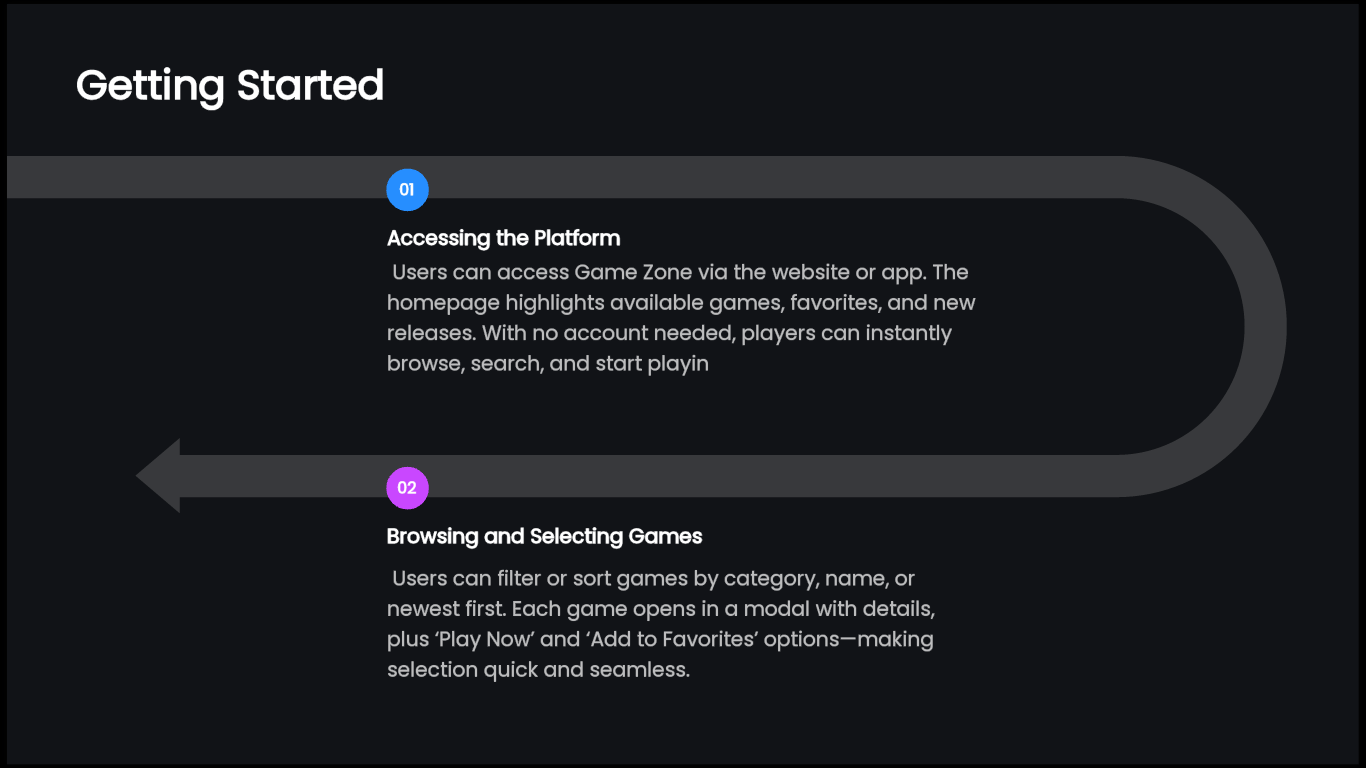 Getting Started
01
Accessing the Platform
Users can access Game Zone via the website or app. The
homepage highlights available games, favorites, and new
releases. With no account needed, players can instantly
browse, search, and start playin
02
Browsing and Selecting Games
Users can filter or sort games by category, name, or
newest first. Each game opens in a modal with details,
plus ‘Play Now’ and ‘Add to Favorites’ options—making
selection quick and seamless.